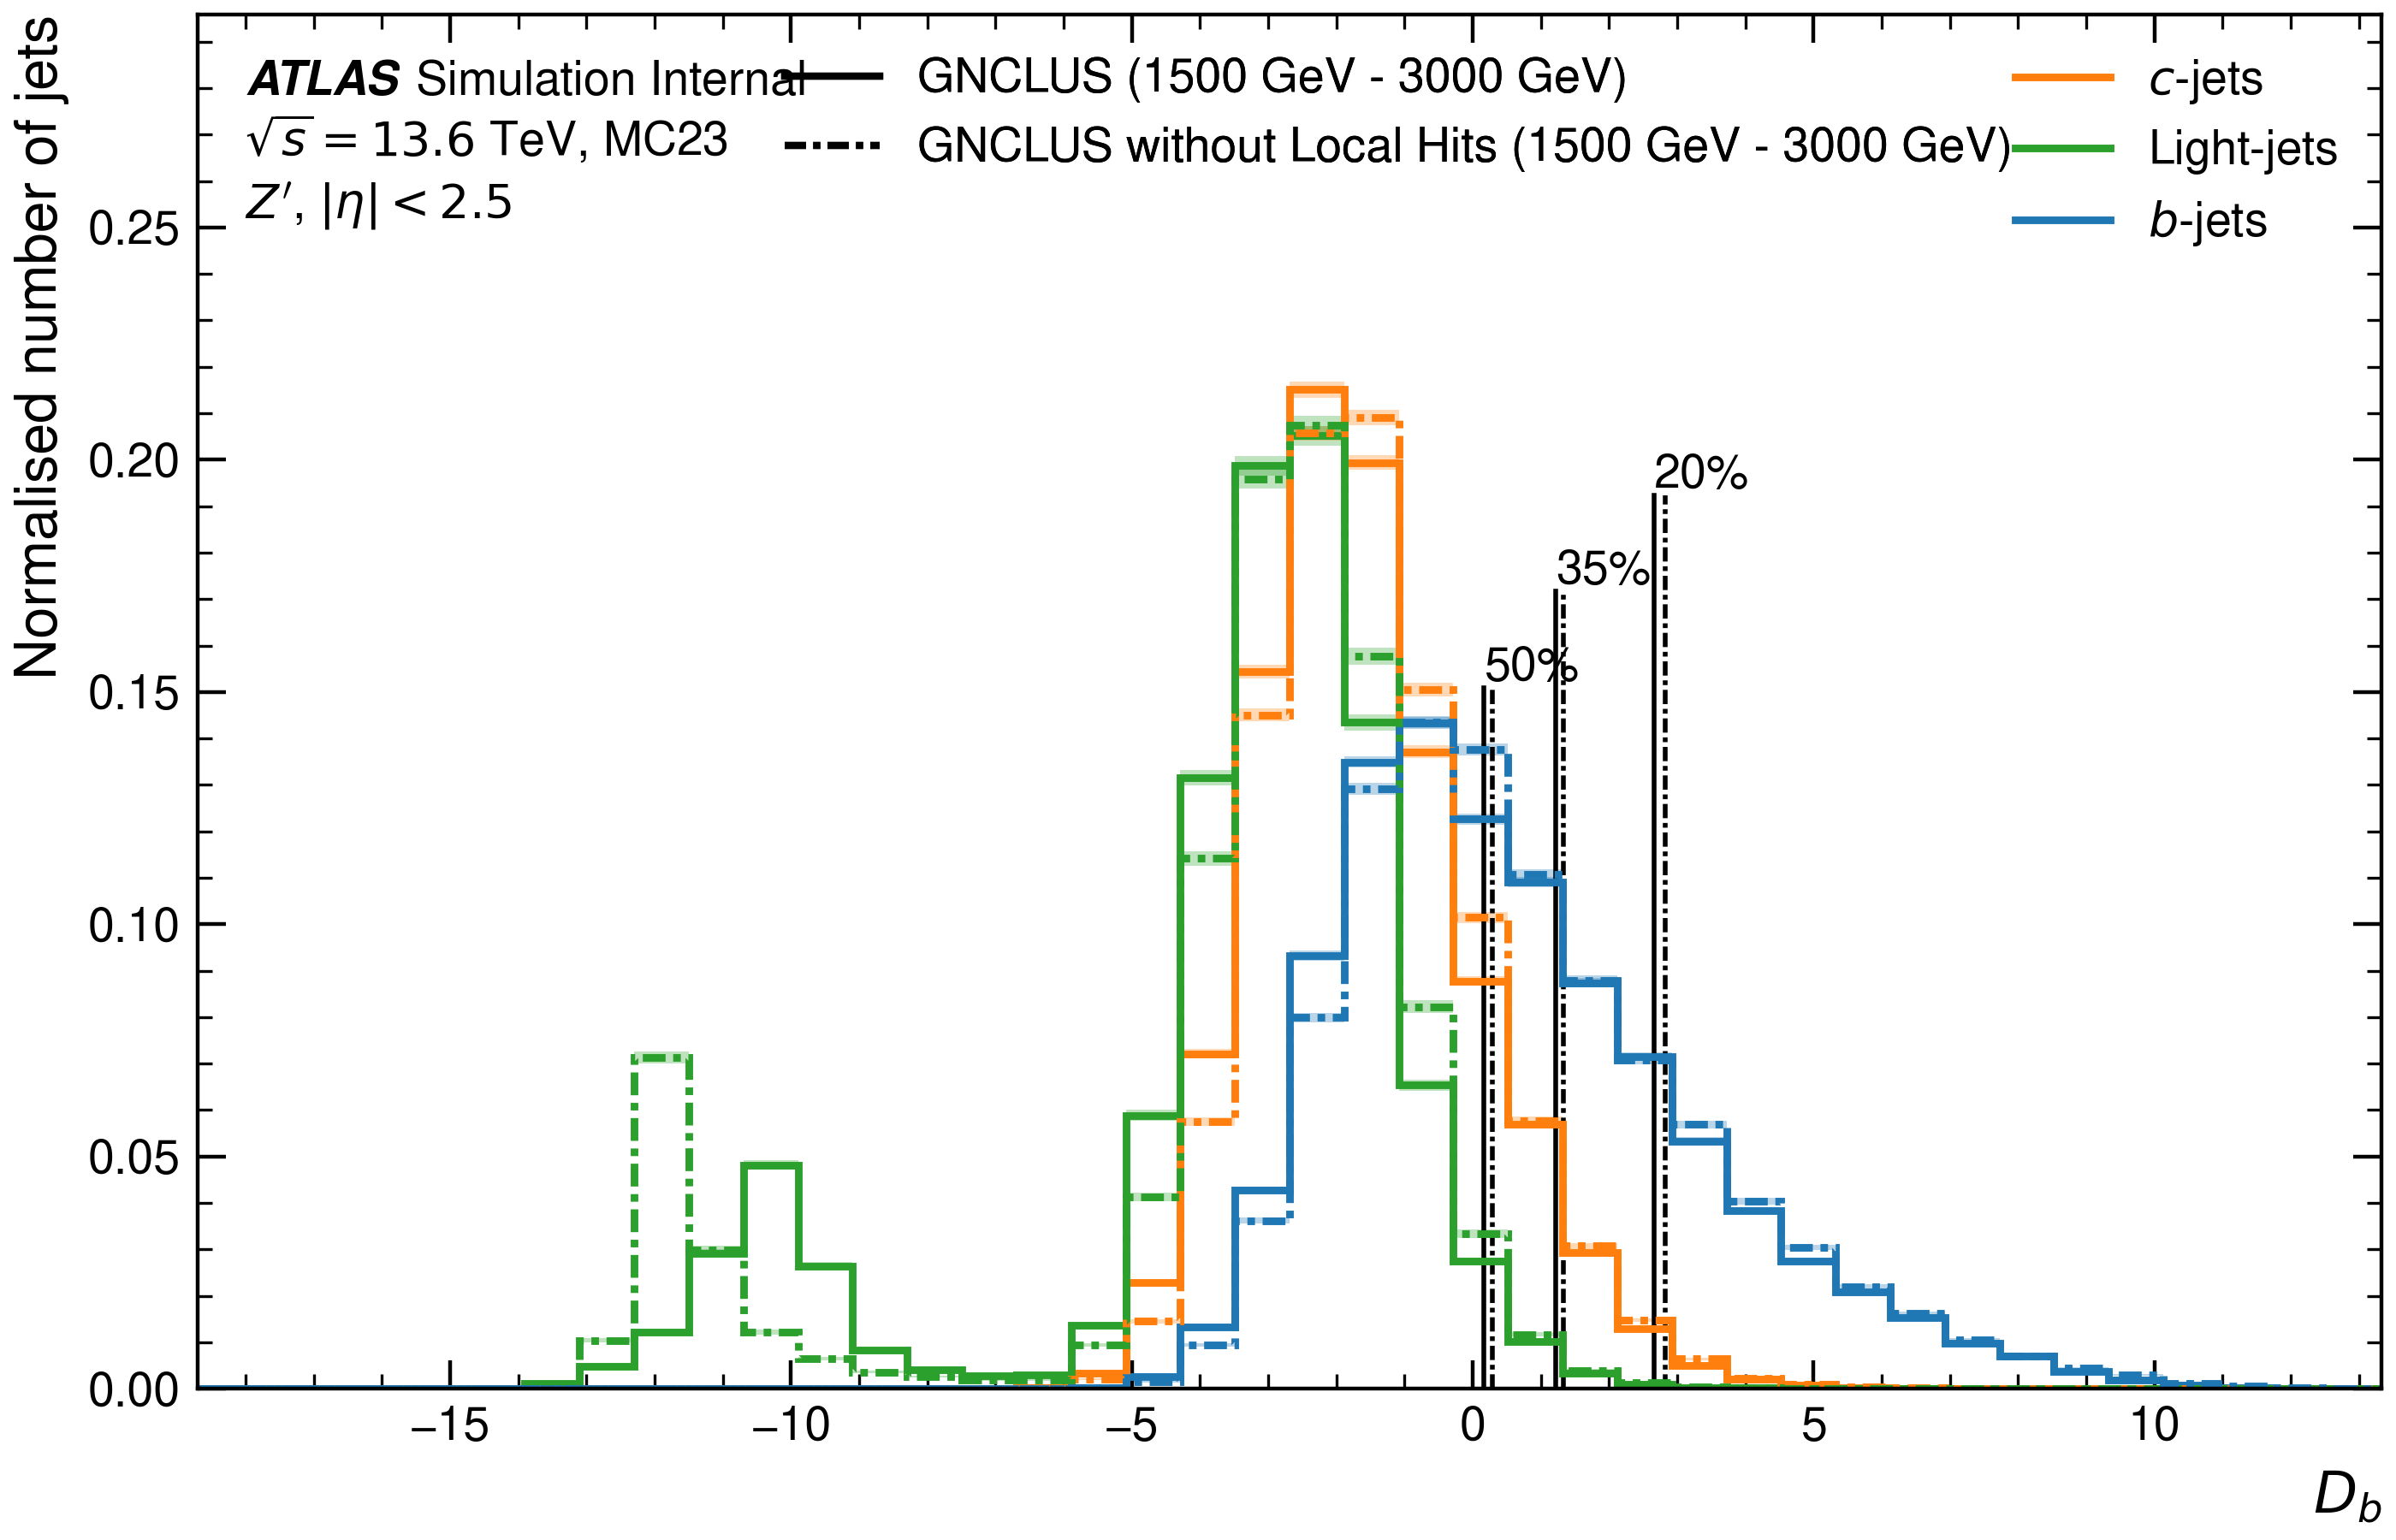 Normalised number of jets
ATLAS Simulation Internal
√s = 13.6 TeV, MC23
Z′, |η| < 2.5
GNCLUS (1500 GeV - 3000 GeV)
GNCLUS without Local Hits (1500 GeV - 3000 GeV)
c-jets
Light-jets
b-jets
0.25
0.20
0.15
0.10
0.05
0.00
20%
35%
50%
−15
−10
−5
0
5
10
D_b